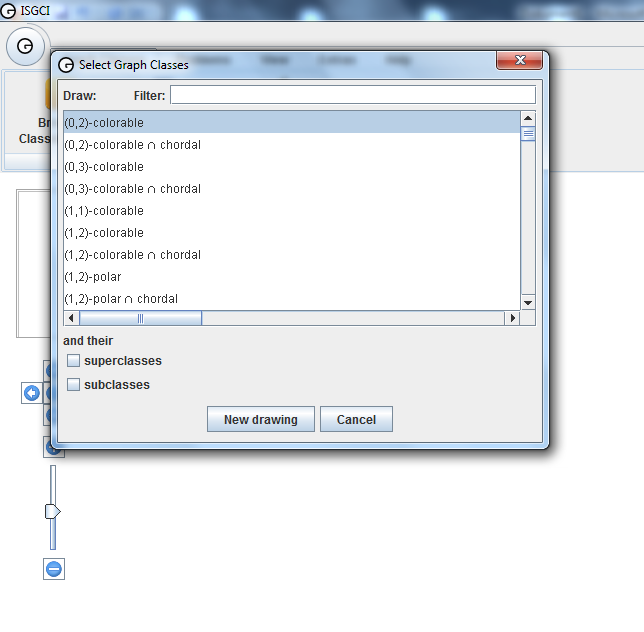 ISGCI
Select Graph Classes
Draw: Filter:
Br
Class
(0,2)-colorable
(0,2)-colorable ∩ chordal
(0,3)-colorable
(0,3)-colorable ∩ chordal
(1,1)-colorable
(1,2)-colorable
(1,2)-colorable ∩ chordal
(1,2)-polar
(1,2)-polar ∩ chordal
and their
superclasses
subclasses
New drawing Cancel